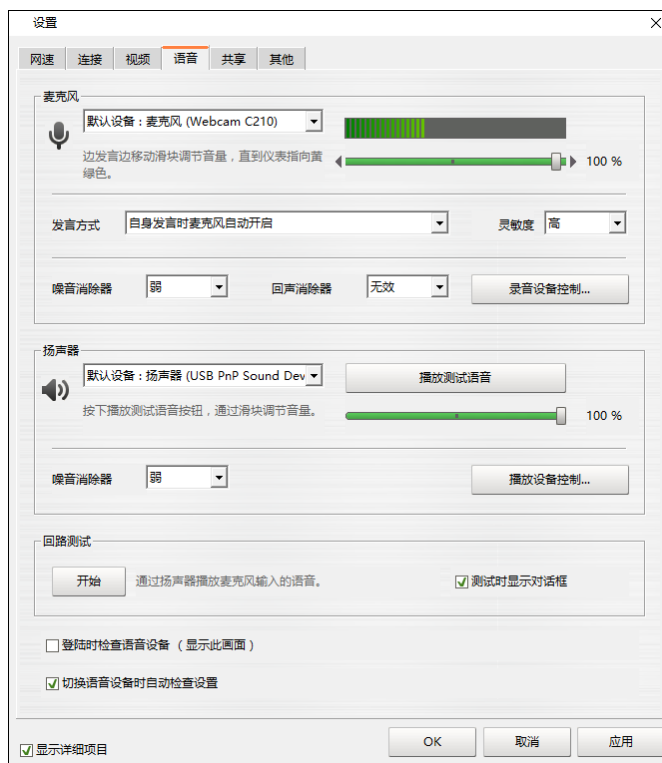 设置
网速 连接 视频 语音 共享 其他
麦克风
默认设备：麦克风 (Webcam C210)
边发言边移动滑块调节音量，直到仪表指向黄
绿色。
100 %
发言方式 自身发言时麦克风自动开启 灵敏度 高
噪音消除器 弱 回声消除器 无效 录音设备控制...
扬声器
默认设备：扬声器 (USB PnP Sound Dev
播放测试语音
按下播放测试语音按钮，通过滑块调节音量。
100 %
噪音消除器 弱 播放设备控制...
回路测试
开始 通过扬声器播放麦克风输入的语音。 测试时显示对话框
登陆时检查语音设备（显示此画面）
切换语音设备时自动检查设置
显示详细项目 OK 取消 应用